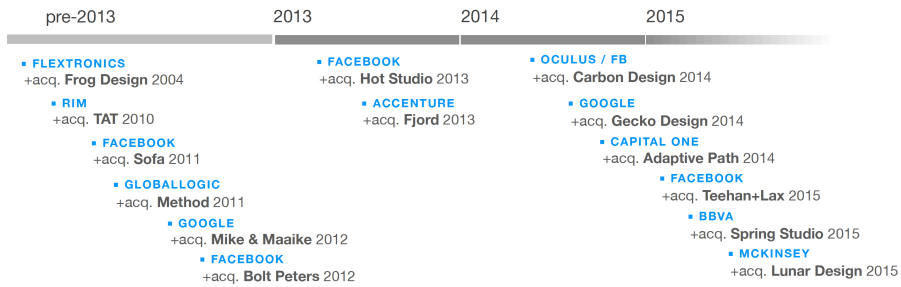 pre-2013
2013
2014
2015
FLEXTRONICS
+acq. Frog Design 2004
RIM
+acq. TAT 2010
FACEBOOK
+acq. Sofa 2011
GLOBALLOGIC
+acq. Method 2011
GOOGLE
+acq. Mike & Maaike 2012
FACEBOOK
+acq. Bolt Peters 2012
FACEBOOK
+acq. Hot Studio 2013
ACCENTURE
+acq. Fjord 2013
OCULUS / FB
+acq. Carbon Design 2014
GOOGLE
+acq. Gecko Design 2014
CAPITAL ONE
+acq. Adaptive Path 2014
FACEBOOK
+acq. Teehan+Lax 2015
BBVA
+acq. Spring Studio 2015
MCKINSEY
+acq. Lunar Design 2015